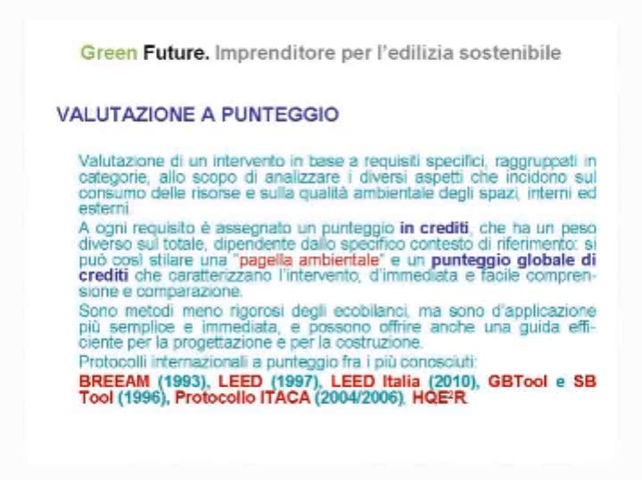 Green Future. Imprenditore per l'edilizia sostenibile
VALUTAZIONE A PUNTEGGIO
Valutazione di un intervento in base a requisiti specifici, raggruppati in
categorie, allo scopo di analizzare i diversi aspetti che incidono sul
consumo delle risorse e sulla qualità ambientale degli spazi, interni ed
esterni.
A ogni requisito è assegnato un punteggio in crediti, che ha un peso
diverso sul totale, dipendente dallo specifico contesto di riferimento: si
può così stilare una "pagella ambientale" e un punteggio globale di
crediti che caratterizzano l'intervento, d'immediata e facile compren-
sione e comparazione.
Sono metodi meno rigorosi degli ecobilanci, ma sono d'applicazione
più semplice e immediata, e possono offrire anche una guida effi-
ciente per la progettazione e per la costruzione.
Protocolli internazionali a punteggio fra i più conosciuti:
BREEAM (1993), LEED (1997), LEED Italia (2010), GBTool e SB
Tool (1996), Protocollo ITACA (2004/2006), HQE²R